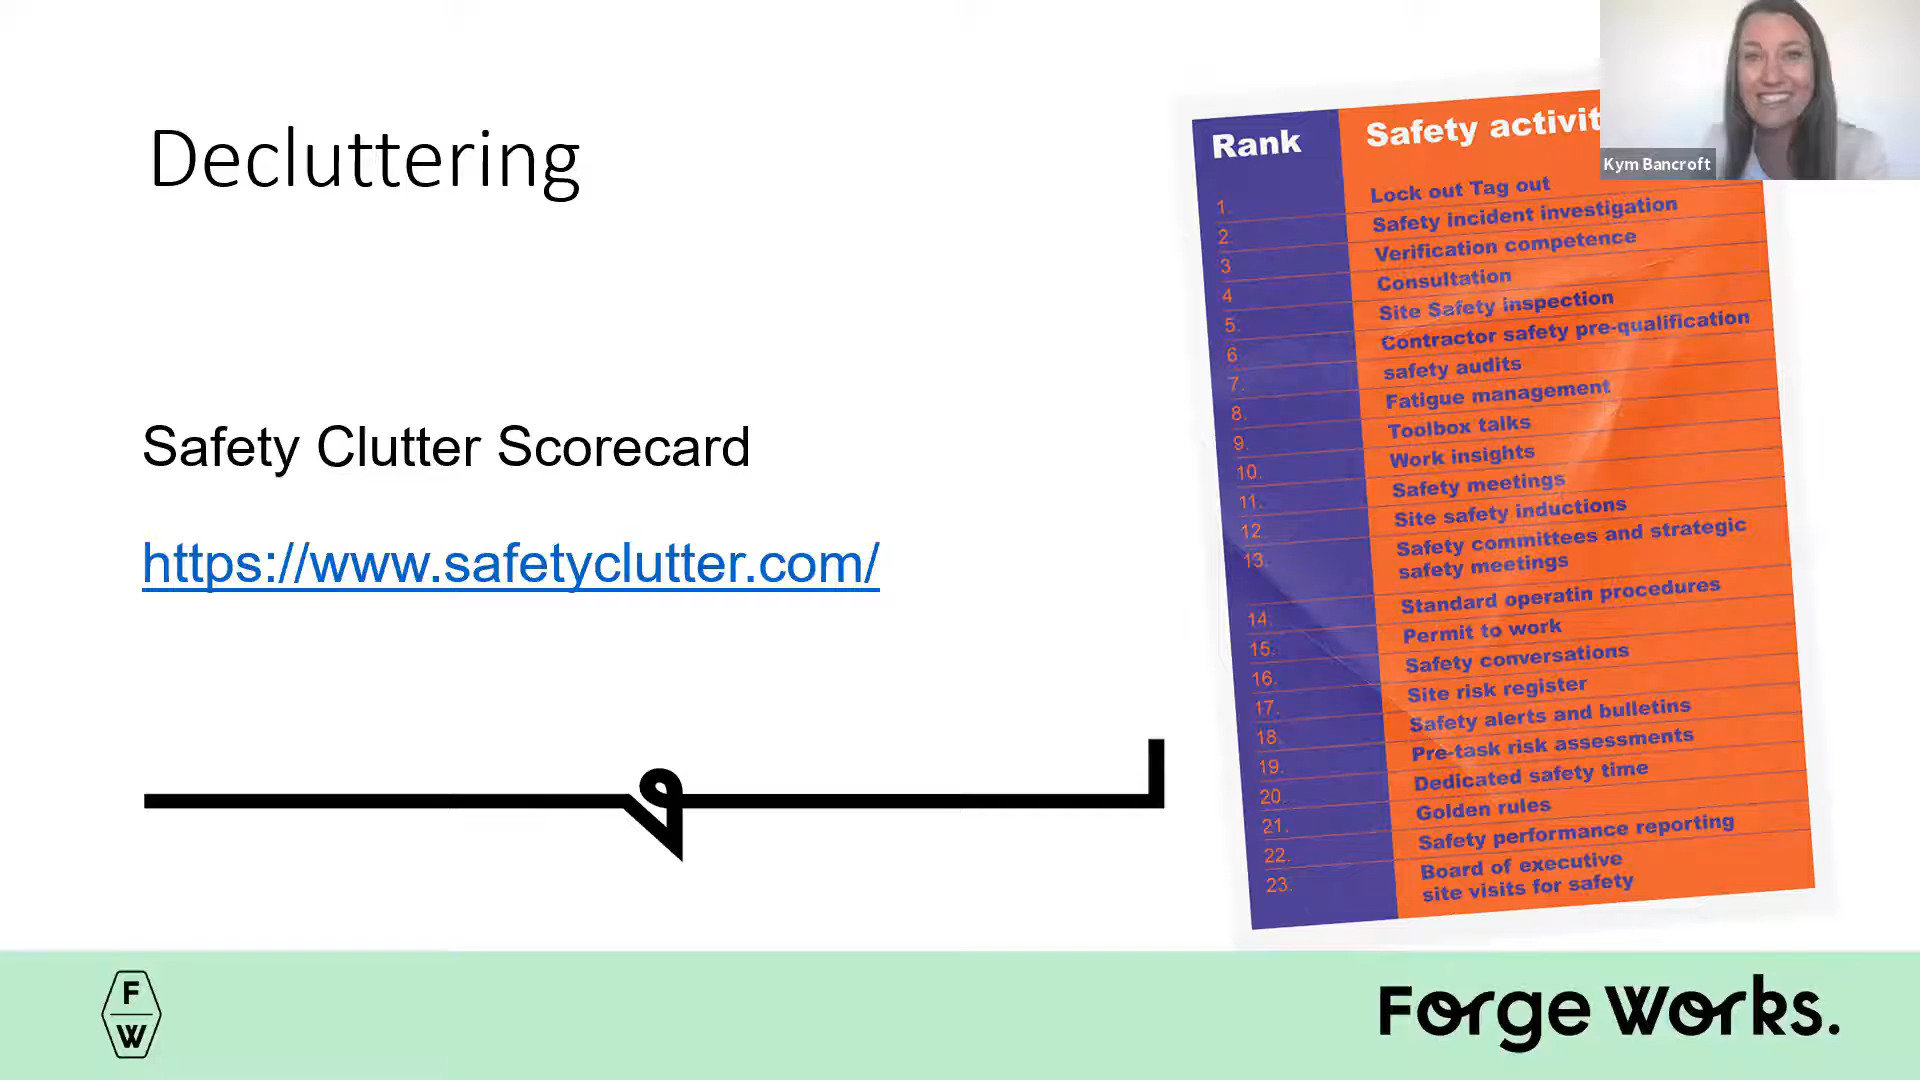 Decluttering
Safety Clutter Scorecard
https://www.safetyclutter.com/
Rank
Safety activit
1. Lock out Tag out
2. Safety incident investigation
3 Verification competence
4 Consultation
5. Site Safety inspection
6 Contractor safety pre-qualification
7. safety audits
8. Fatigue management
9. Toolbox talks
10. Work insights
11. Safety meetings
12 Site safety inductions
13. Safety committees and strategic
safety meetings
14. Standard operatin procedures
15. Permit to work
16. Safety conversations
17. Site risk register
18 Safety alerts and bulletins
19. Pre-task risk assessments
20. Dedicated safety time
21. Golden rules
22. Safety performance reporting
23. Board of executive
site visits for safety
Kym Bancroft
F
W
Forge Works.